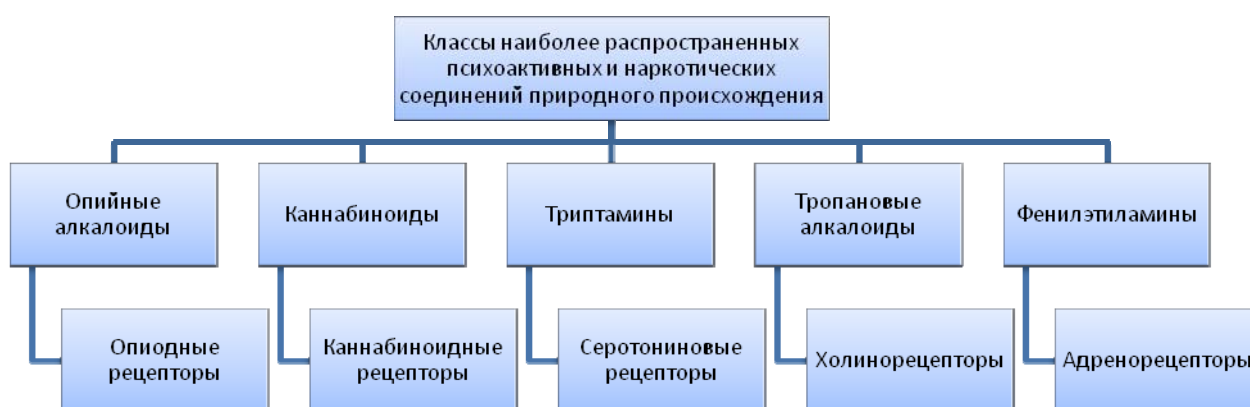 Классы наиболее распространенных
психоактивных и наркотических
соединений природного происхождения
Опийные
алкалоиды
Каннабиноиды
Триптамины
Тропановые
алкалоиды
Фенилэтиламины
Опиодные
рецепторы
Каннабиноидные
рецепторы
Серотониновые
рецепторы
Холинорецепторы
Адренорецепторы